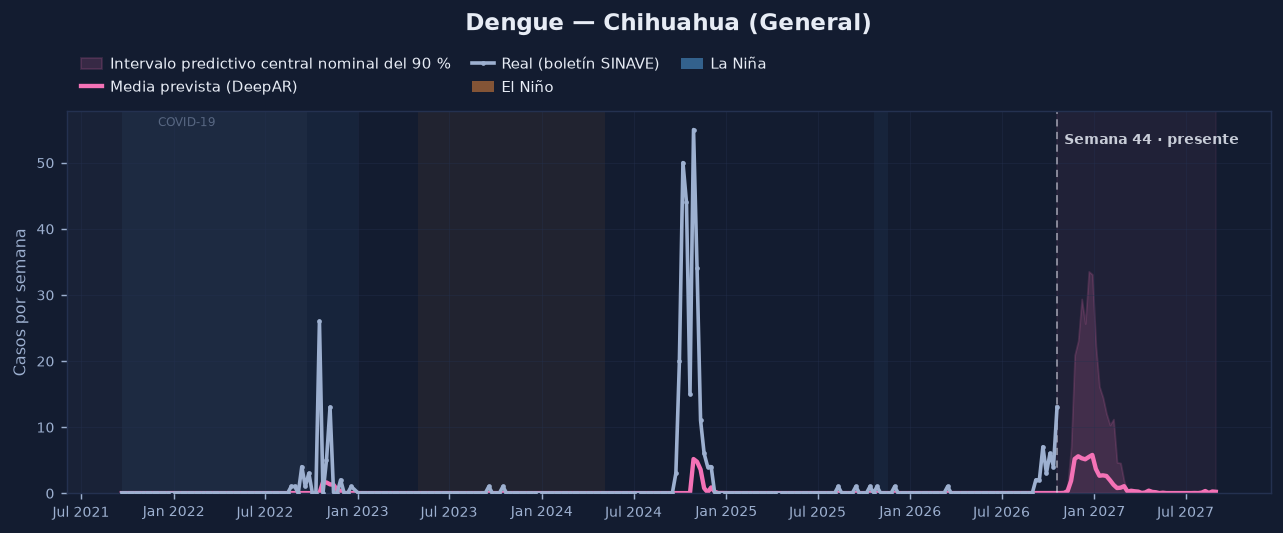 Dengue — Chihuahua (General)
Intervalo predictivo central nominal del 90 %
Real (boletín SINAVE)
La Niña
Media prevista (DeepAR)
El Niño
COVID-19
Semana 44 · presente
Casos por semana
50
40
30
20
10
0
Jul 2021
Jan 2022
Jul 2022
Jan 2023
Jul 2023
Jan 2024
Jul 2024
Jan 2025
Jul 2025
Jan 2026
Jul 2026
Jan 2027
Jul 2027